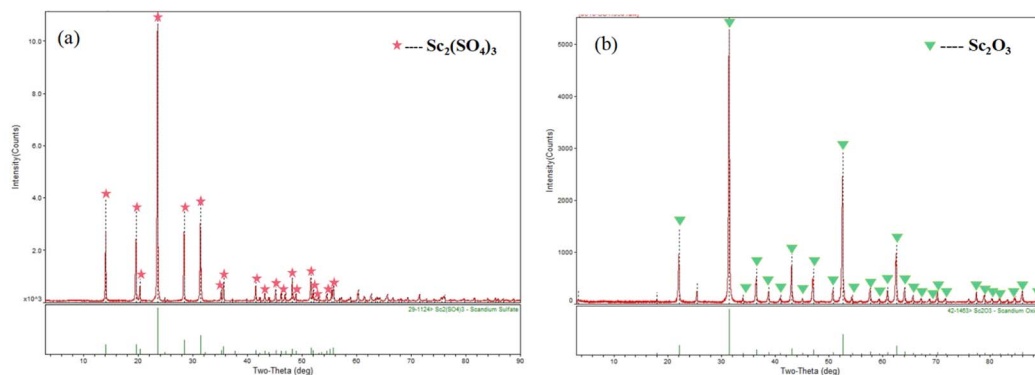 (a)
★ ---- Sc₂(SO₄)₃
Intensity(Counts)
10.0
8.0
6.0
4.0
2.0
x10^3
29-1124> Sc2(SO4)3 - Scandium Sulfate
10 20 30 40 50 60 70 80 90
Two-Theta (deg)
(b)
▼ ---- Sc₂O₃
Intensity(Counts)
5000
4000
3000
2000
1000
0
42-1463> Sc2O3 - Scandium Oxi
10 20 30 40 50 60 70 80
Two-Theta (deg)